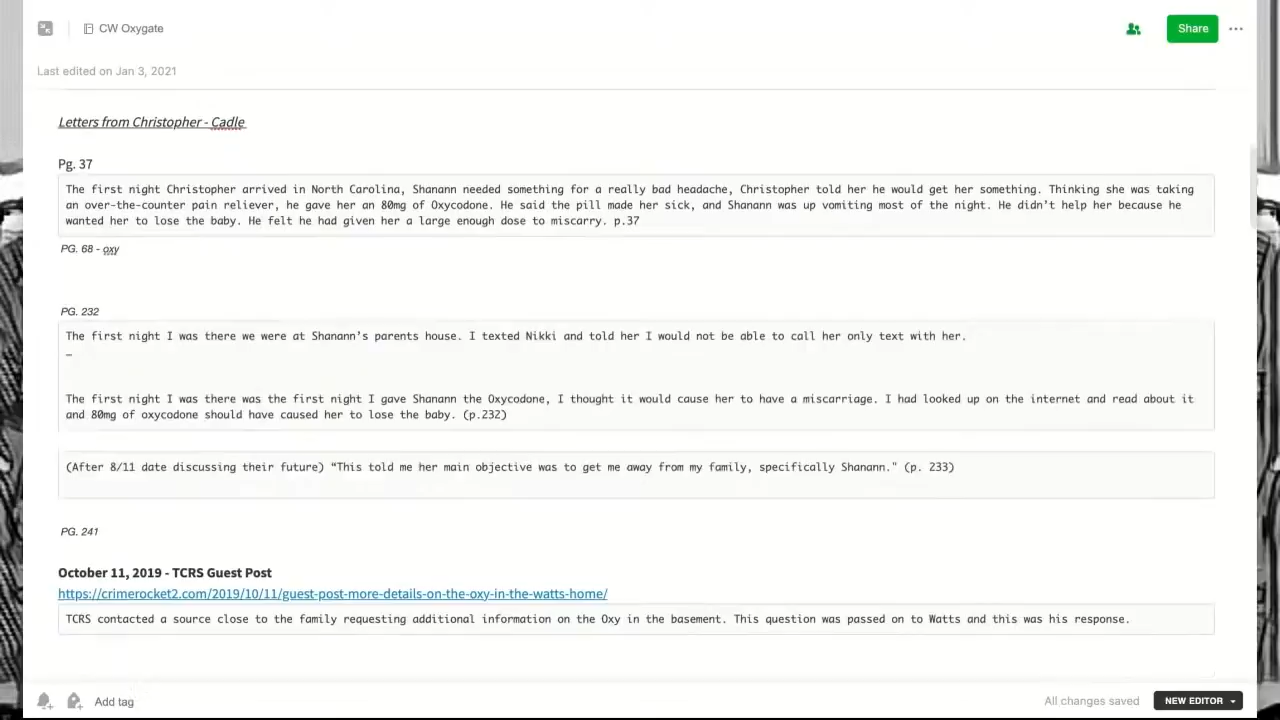 CW Oxygate
Share
Last edited on Jan 3, 2021
Letters from Christopher - Cadle
Pg. 37
The first night Christopher arrived in North Carolina, Shanann needed something for a really bad headache, Christopher told her he would get her something. Thinking she was taking
an over-the-counter pain reliever, he gave her an 80mg of Oxycodone. He said the pill made her sick, and Shanann was up vomiting most of the night. He didn't help her because he
wanted her to lose the baby. He felt he had given her a large enough dose to miscarry. p.37
PG. 68 - oxy
PG. 232
The first night I was there we were at Shanann's parents house. I texted Nikki and told her I would not be able to call her only text with her.
–
The first night I was there was the first night I gave Shanann the Oxycodone, I thought it would cause her to have a miscarriage. I had looked up on the internet and read about it
and 80mg of oxycodone should have caused her to lose the baby. (p.232)
(After 8/11 date discussing their future) “This told me her main objective was to get me away from my family, specifically Shanann." (p. 233)
PG. 241
October 11, 2019 - TCRS Guest Post
https://crimerocket2.com/2019/10/11/guest-post-more-details-on-the-oxy-in-the-watts-home/
TCRS contacted a source close to the family requesting additional information on the Oxy in the basement. This question was passed on to Watts and this was his response.
Add tag
All changes saved
NEW EDITOR